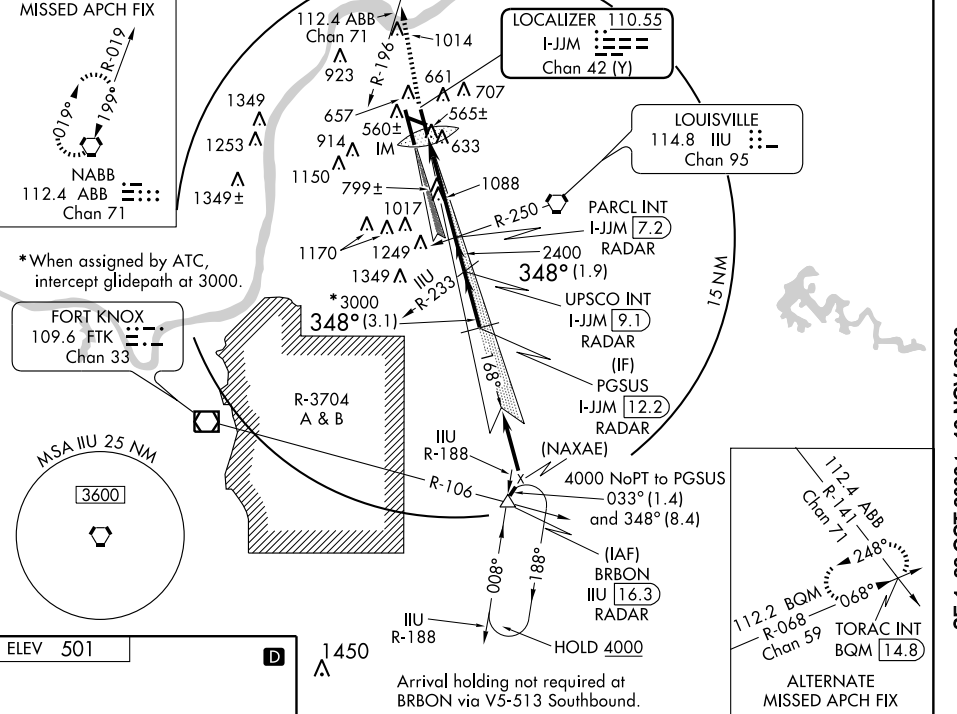 MISSED APCH FIX
R-019
019°
199°
NABB
112.4 ABB
Chan 71
112.4 ABB
Chan 71
R-196
1014
923
661
707
657
565±
560±
IM
633
1349
1253
914
1150
1349±
799±
1088
1017
1170
1249
1349
LOCALIZER 110.55
I-JJM
Chan 42 (Y)
LOUISVILLE
114.8 IIU
Chan 95
R-250
PARCL INT
I-JJM 7.2
RADAR
2400
348° (1.9)
IIU
R-233
*When assigned by ATC,
intercept glidepath at 3000.
*3000
348° (3.1)
UPSCO INT
I-JJM 9.1
RADAR
15 NM
FORT KNOX
109.6 FTK
Chan 33
(IF)
PGSUS
I-JJM 12.2
RADAR
168°
R-3704
A & B
MSA IIU 25 NM
3600
IIU
R-188
R-106
(NAXAE)
4000 NoPT to PGSUS
033° (1.4)
and 348° (8.4)
(IAF)
BRBON
IIU 16.3
RADAR
008°
188°
IIU
R-188
HOLD 4000
112.4 ABB
R-141
Chan 71
248°
068°
112.2 BQM
R-068
Chan 59
TORAC INT
BQM 14.8
ALTERNATE
MISSED APCH FIX
ELEV 501
D
1450
Arrival holding not required at
BRBON via V5-513 Southbound.